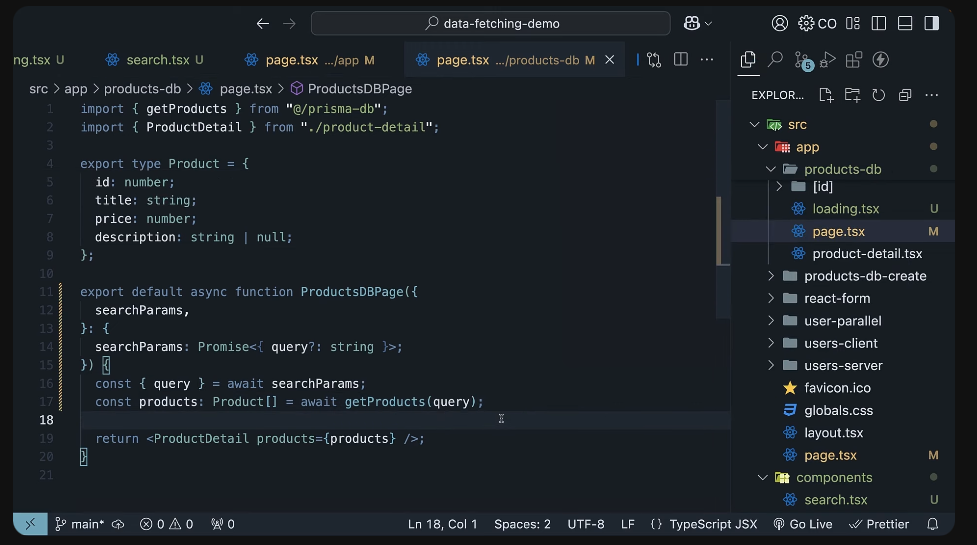 data-fetching-demo
CO
ng.tsx U
search.tsx U
page.tsx .../app M
page.tsx .../products-db M
5
src > app > products-db > page.tsx > ProductsDBPage
EXPLOR...
1 import { getProducts } from "@/prisma-db";
2 import { ProductDetail } from "./product-detail";
3
4 export type Product = {
5 id: number;
6 title: string;
7 price: number;
8 description: string | null;
9 };
10
11 export default async function ProductsDBPage({
12 searchParams,
13 }: {
14 searchParams: Promise<{ query?: string }>;
15 }) {
16 const { query } = await searchParams;
17 const products: Product[] = await getProducts(query);
18
19 return <ProductDetail products={products} />;
20 }
21
src
app
products-db
[id]
loading.tsx U
page.tsx M
product-detail.tsx
products-db-create
react-form
user-parallel
users-client
users-server
favicon.ico
globals.css
layout.tsx
page.tsx M
components
search.tsx U
main* 0 0 0 Ln 18, Col 1 Spaces: 2 UTF-8 LF {} TypeScript JSX Go Live Prettier